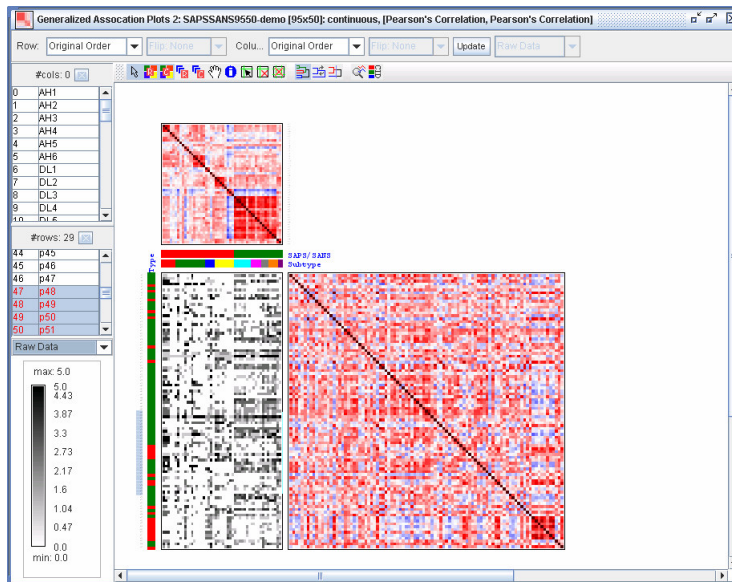 Generalized Assocation Plots 2: SAPSSANS9550-demo [95x50]: continuous, [Pearson's Correlation, Pearson's Correlation]
Row: Original Order Flip: None Colu... Original Order Flip: None Update Raw Data
#cols: 0
0 AH1
1 AH2
2 AH3
3 AH4
4 AH5
5 AH6
6 DL1
7 DL2
8 DL3
9 DL4
10 DL5
#rows: 29
44 p45
45 p46
46 p47
47 p48
48 p49
49 p50
50 p51
Raw Data
max: 5.0
5.0
4.43
3.87
3.3
2.73
2.17
1.6
1.04
0.47
0.0
min: 0.0
Type
SAPS/SANS
Subtype